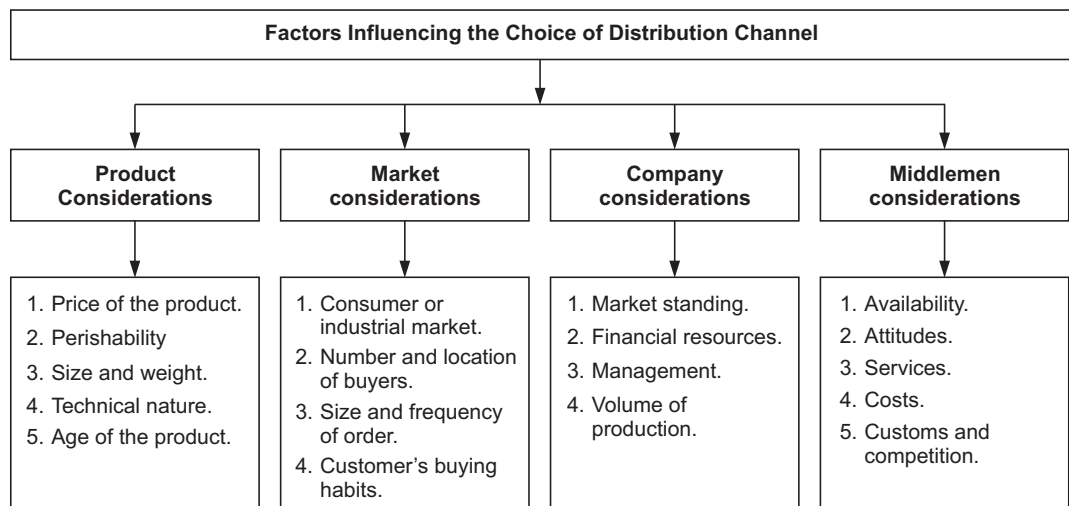 Factors Influencing the Choice of Distribution Channel
Product
Considerations
Market
considerations
Company
considerations
Middlemen
considerations
1. Price of the product.
2. Perishability
3. Size and weight.
4. Technical nature.
5. Age of the product.
1. Consumer or
industrial market.
2. Number and location
of buyers.
3. Size and frequency
of order.
4. Customer’s buying
habits.
1. Market standing.
2. Financial resources.
3. Management.
4. Volume of
production.
1. Availability.
2. Attitudes.
3. Services.
4. Costs.
5. Customs and
competition.